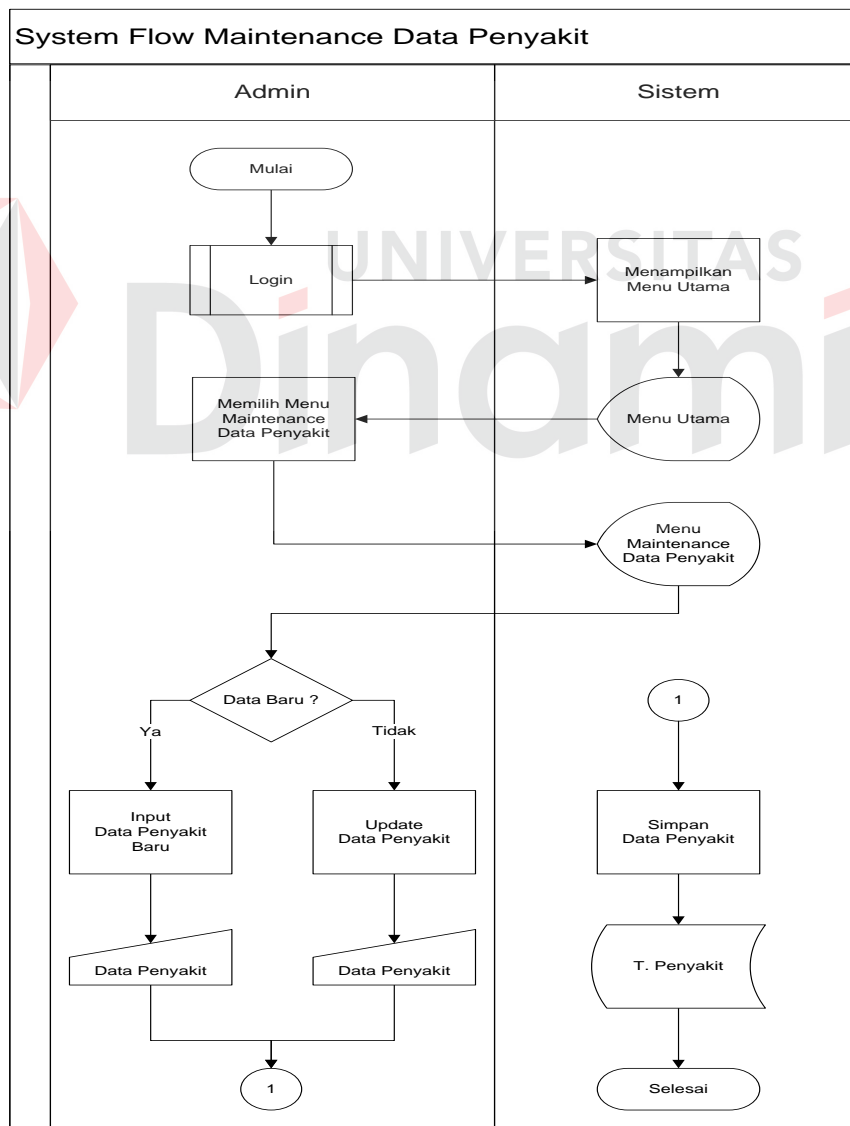 System Flow Maintenance Data Penyakit
Admin
Sistem
Mulai
UNIVERSITAS
Dinami
Login
Menampilkan
Menu Utama
Memilih Menu
Maintenance
Data Penyakit
Menu Utama
Menu
Maintenance
Data Penyakit
Data Baru ?
Ya
Tidak
1
Input
Data Penyakit
Baru
Update
Data Penyakit
Simpan
Data Penyakit
Data Penyakit
Data Penyakit
T. Penyakit
1
Selesai